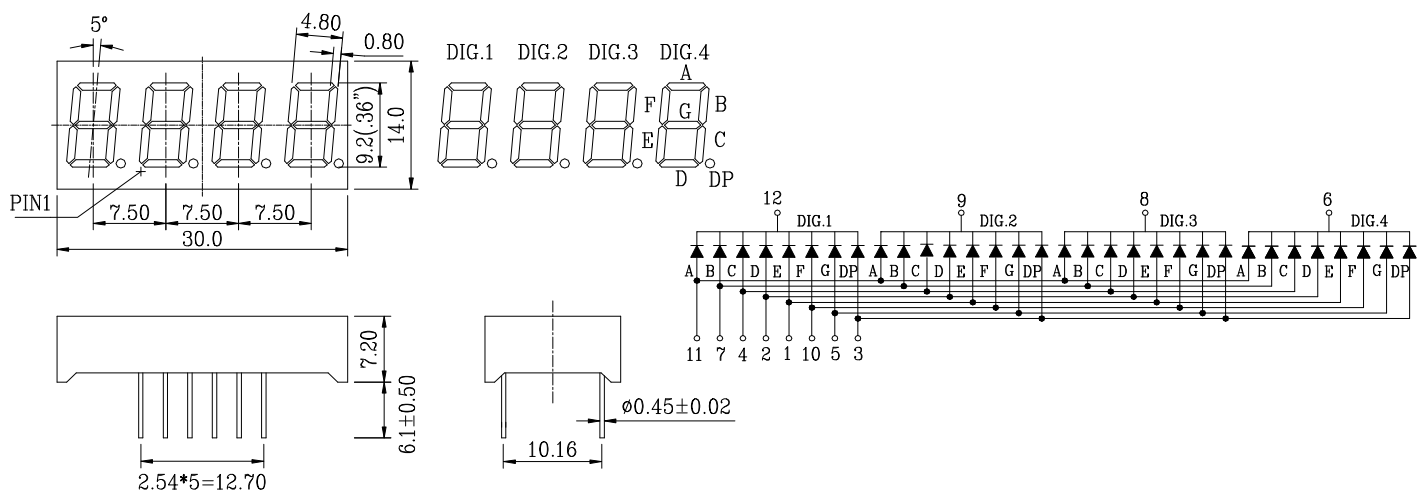 5°
4.80
0.80
9.2(.36")
14.0
PIN1
7.50 7.50 7.50
30.0
DIG.1 DIG.2 DIG.3 DIG.4
A
F B
G
E C
D DP
12 9 8 6
DIG.1 DIG.2 DIG.3 DIG.4
A B C D E F G DP A B C D E F G DP A B C D E F G DP A B C D E F G DP
11 7 4 2 1 10 5 3
7.20
6.1±0.50
2.54*5=12.70
ø0.45±0.02
10.16